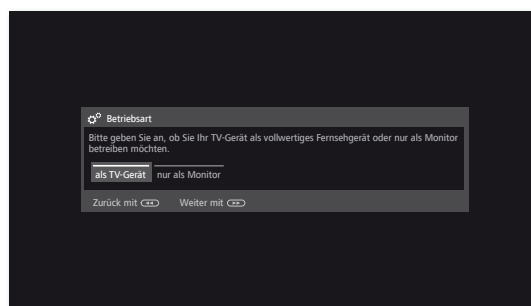 Betriebsart
Bitte geben Sie an, ob Sie Ihr TV-Gerät als vollwertiges Fernsehgerät oder nur als Monitor
betreiben möchten.
als TV-Gerät nur als Monitor
Zurück mit Weiter mit